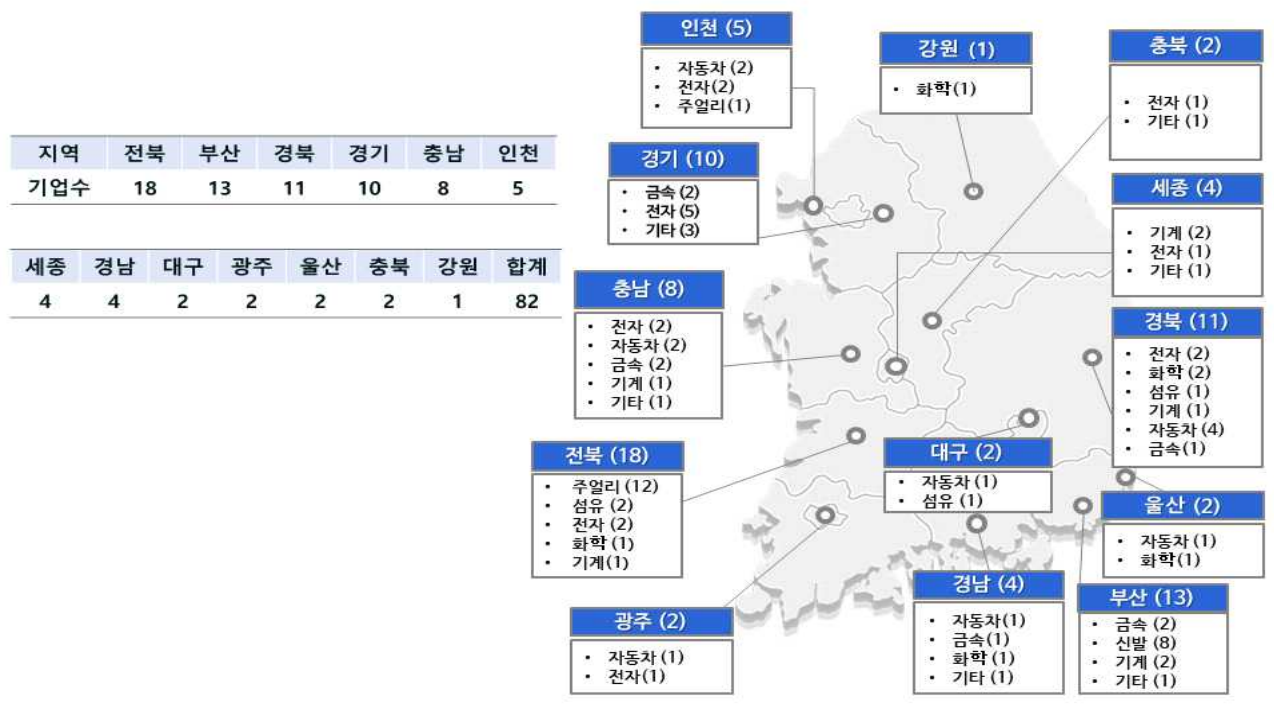 지역 전북 부산 경북 경기 충남 인천
기업수 18 13 11 10 8 5
세종 경남 대구 광주 울산 충북 강원 합계
4 4 2 2 2 2 1 82
인천 (5)
• 자동차 (2)
• 전자(2)
• 주얼리(1)
강원 (1)
• 화학(1)
충북 (2)
• 전자 (1)
• 기타 (1)
경기 (10)
• 금속 (2)
• 전자 (5)
• 기타 (3)
세종 (4)
• 기계 (2)
• 전자 (1)
• 기타 (1)
충남 (8)
• 전자 (2)
• 자동차 (2)
• 금속 (2)
• 기계 (1)
• 기타 (1)
경북 (11)
• 전자 (2)
• 화학 (2)
• 섬유 (1)
• 기계 (1)
• 자동차 (4)
• 금속(1)
전북 (18)
• 주얼리 (12)
• 섬유 (2)
• 전자 (2)
• 화학 (1)
• 기계(1)
대구 (2)
• 자동차 (1)
• 섬유 (1)
울산 (2)
• 자동차 (1)
• 화학(1)
광주 (2)
• 자동차 (1)
• 전자(1)
경남 (4)
• 자동차(1)
• 금속(1)
• 화학 (1)
• 기타 (1)
부산 (13)
• 금속 (2)
• 신발 (8)
• 기계 (2)
• 기타 (1)